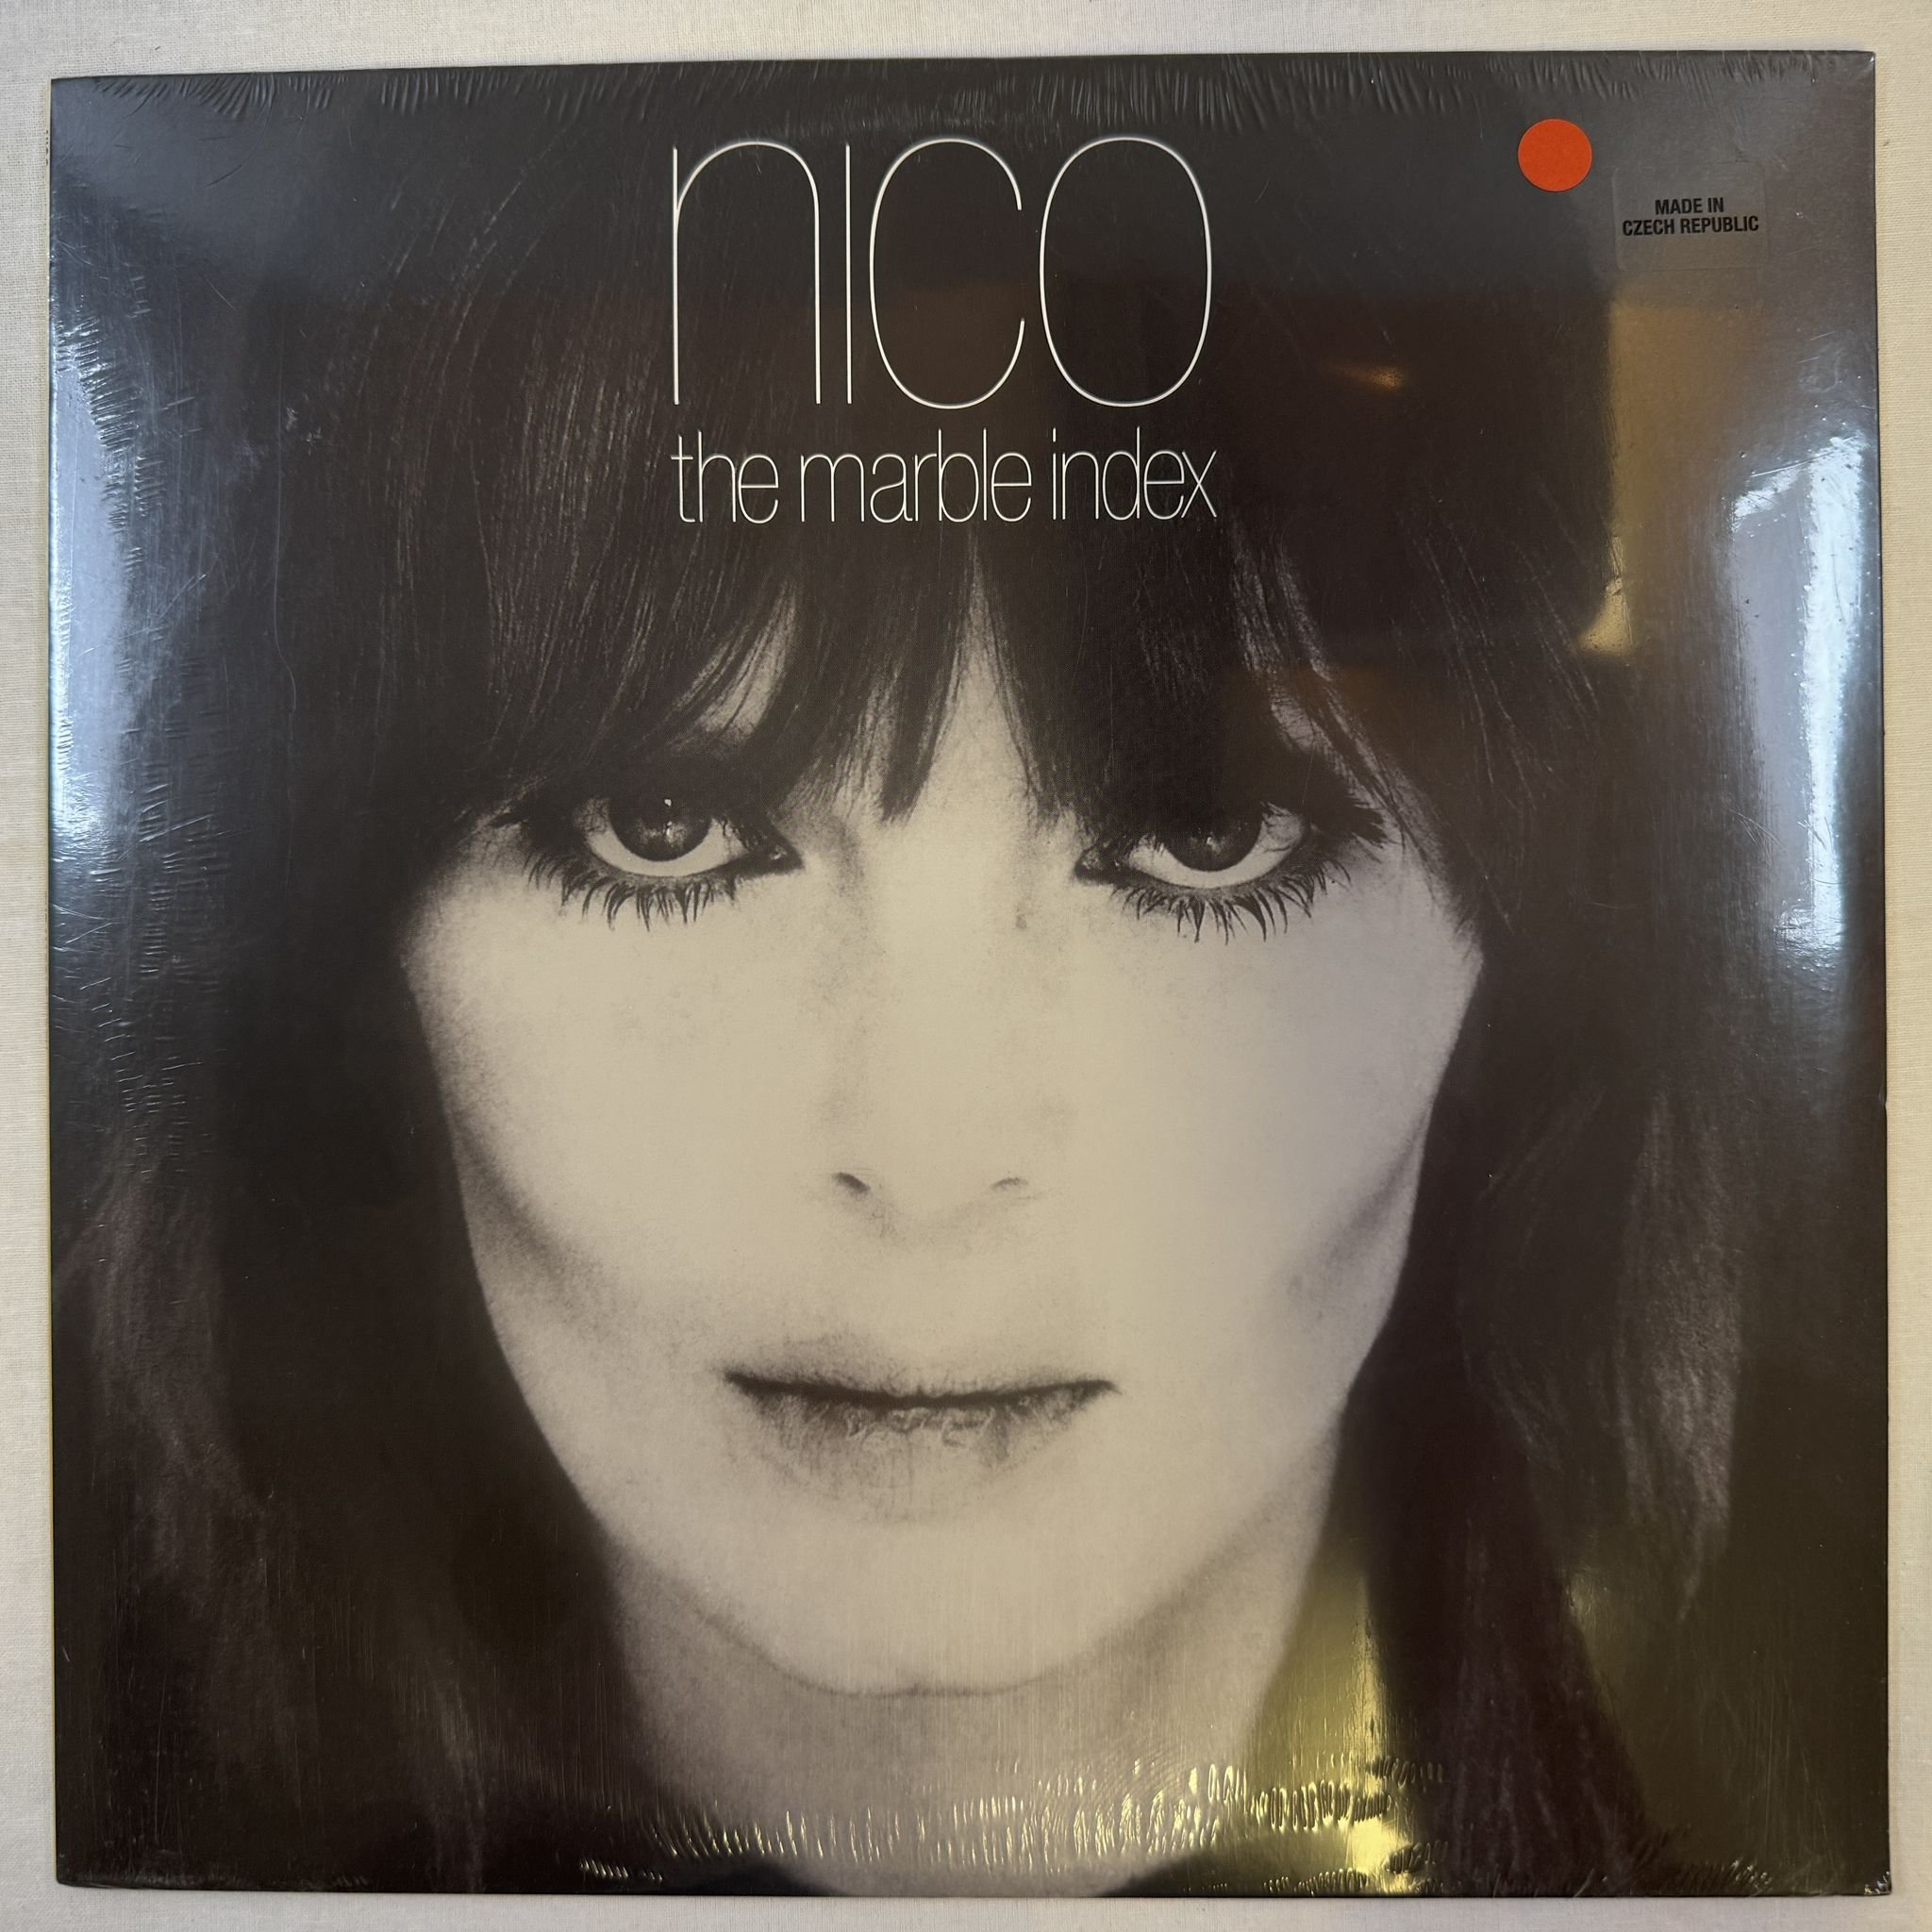 nico
the marble index
MADE IN
CZECH REPUBLIC